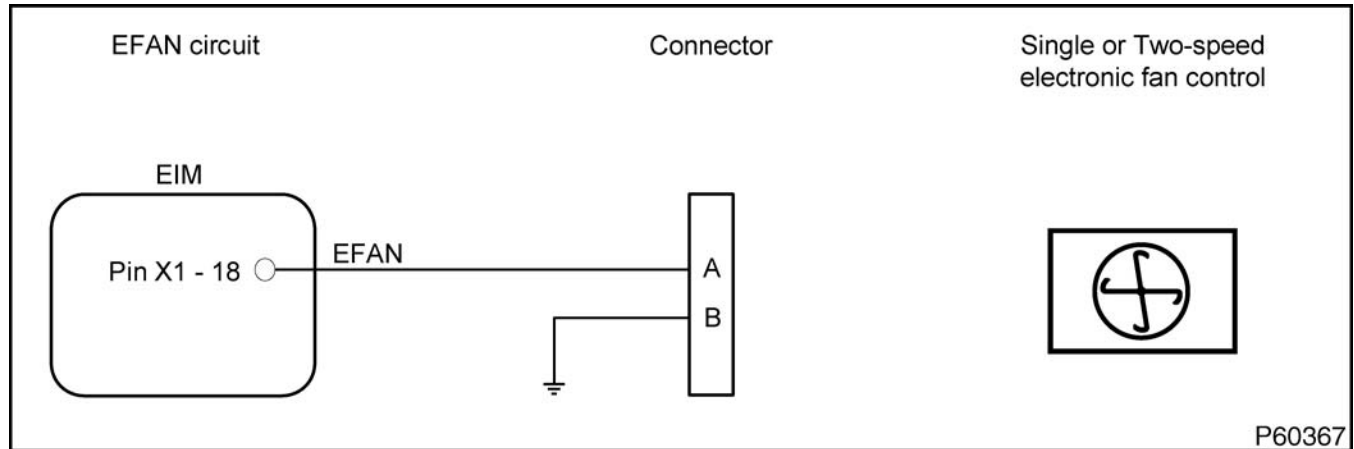 EFAN circuit
Connector
Single or Two-speed
electronic fan control
EIM
Pin X1 - 18
EFAN
A
B
P60367